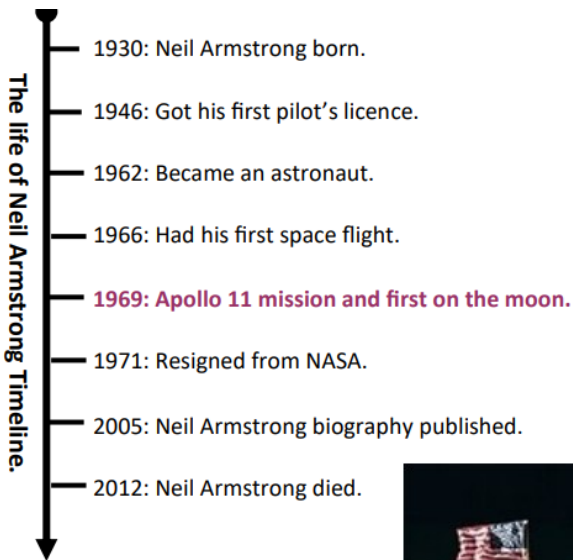 The life of Neil Armstrong Timeline.
1930: Neil Armstrong born.
1946: Got his first pilot’s licence.
1962: Became an astronaut.
1966: Had his first space flight.
1969: Apollo 11 mission and first on the moon.
1971: Resigned from NASA.
2005: Neil Armstrong biography published.
2012: Neil Armstrong died.